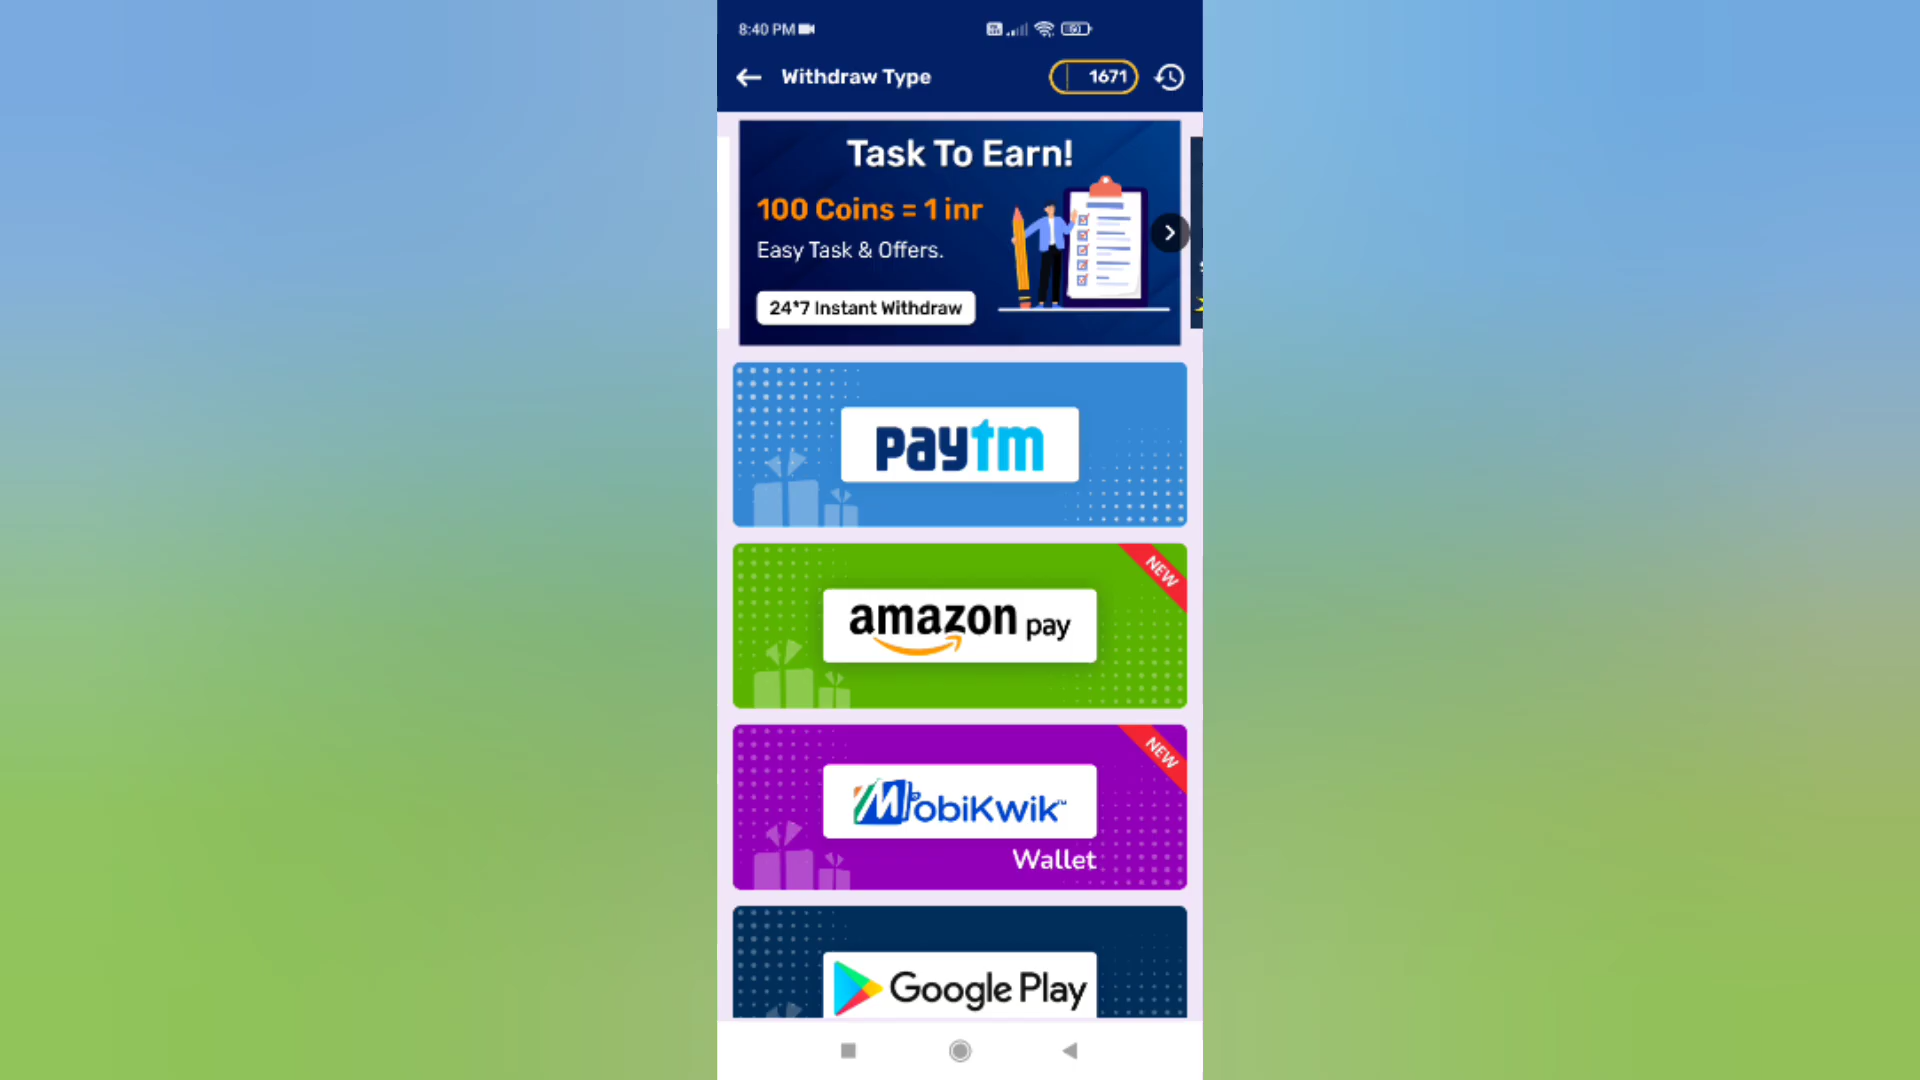 8:40 PM
Withdraw Type
1671
Task To Earn!
100 Coins = 1 inr
Easy Task & Offers.
24*7 Instant Withdraw
paytm
NEW
amazon pay
NEW
MobiKwik™
Wallet
Google Play